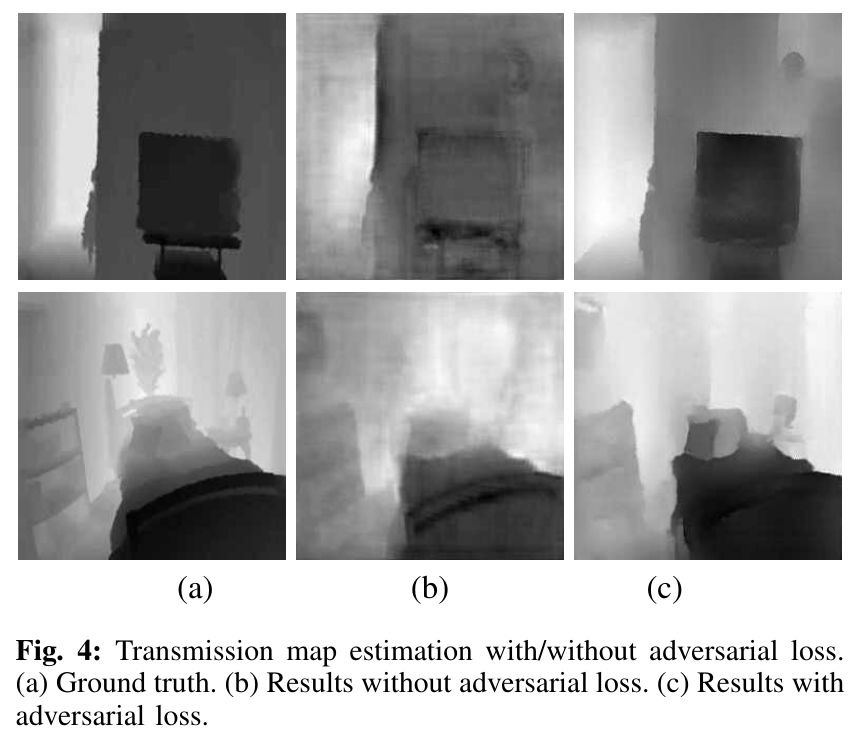 (a)
(b)
(c)
Fig. 4: Transmission map estimation with/without adversarial loss.
(a) Ground truth. (b) Results without adversarial loss. (c) Results with
adversarial loss.